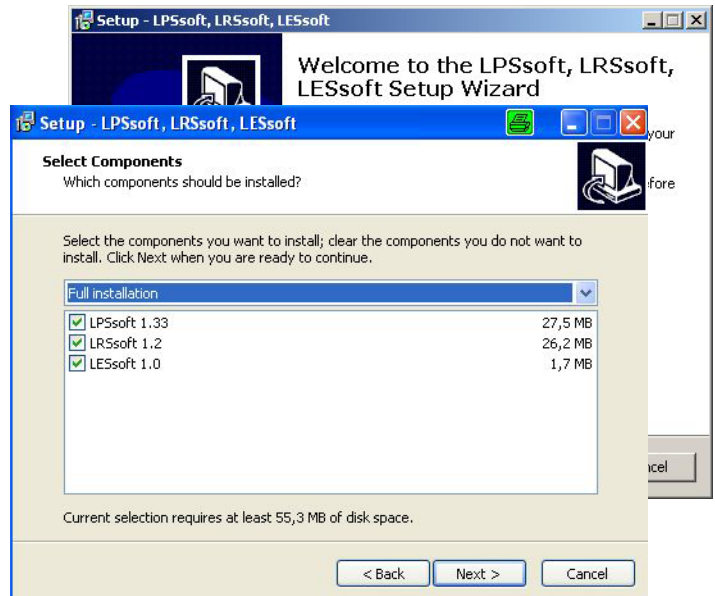 Setup - LPSsoft, LRSsoft, LESsoft
Welcome to the LPSsoft, LRSsoft,
LESsoft Setup Wizard
your
Setup - LPSsoft, LRSsoft, LESsoft
Select Components
Which components should be installed?
Select the components you want to install; clear the components you do not want to
install. Click Next when you are ready to continue.
Full installation
LPSsoft 1.33 27,5 MB
LRSsoft 1.2 26,2 MB
LESsoft 1.0 1,7 MB
Current selection requires at least 55,3 MB of disk space.
< Back Next > Cancel